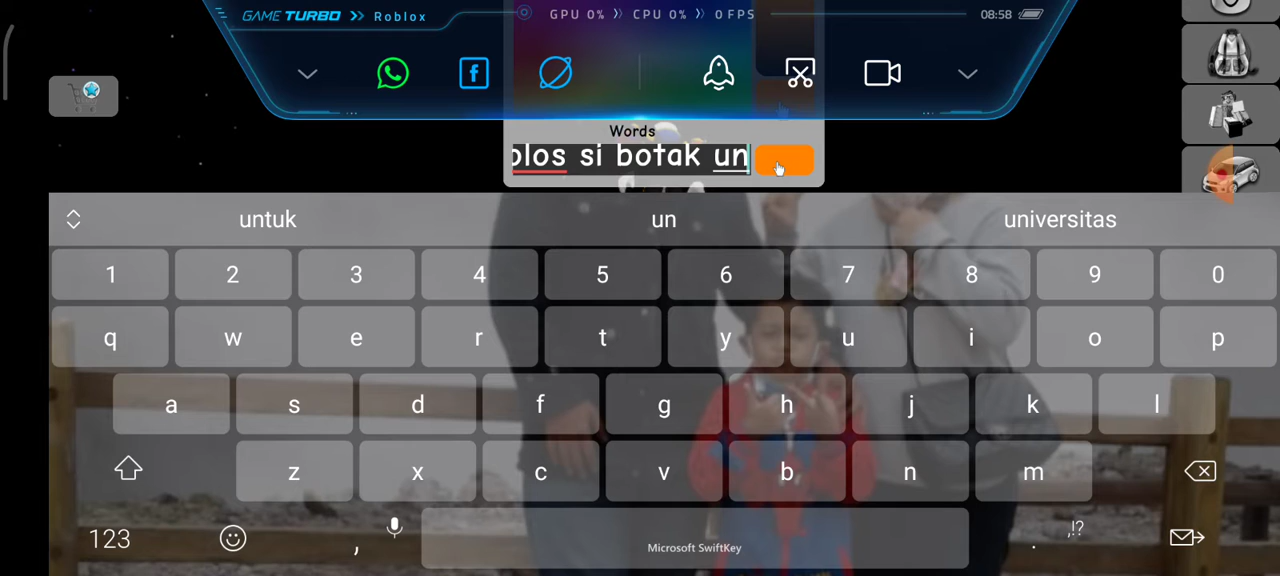 GAME TURBO >> Roblox GPU 0% >> CPU 0% >> 0 FPS 08:58
Words
olos si botak un
untuk un universitas
1 2 3 4 5 6 7 8 9 0
q w e r t y u i o p
a s d f g h j k l
z x c v b n m
123 , Microsoft SwiftKey . ,!?